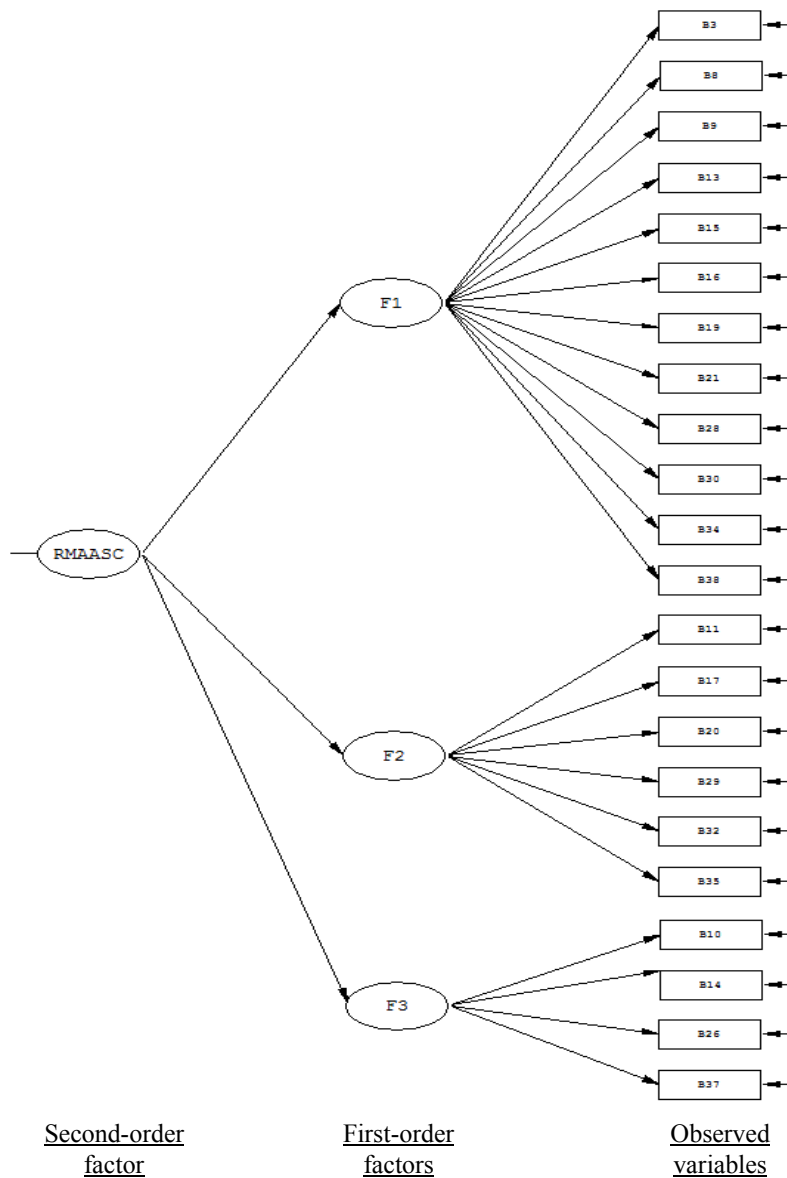 B3
B8
B9
B13
B15
B16
F1
B19
B21
B28
B30
B34
RMAASC
B38
B11
B17
B20
F2
B29
B32
B35
B10
B14
F3
B26
B37
Second-order
factor
First-order
factors
Observed
variables